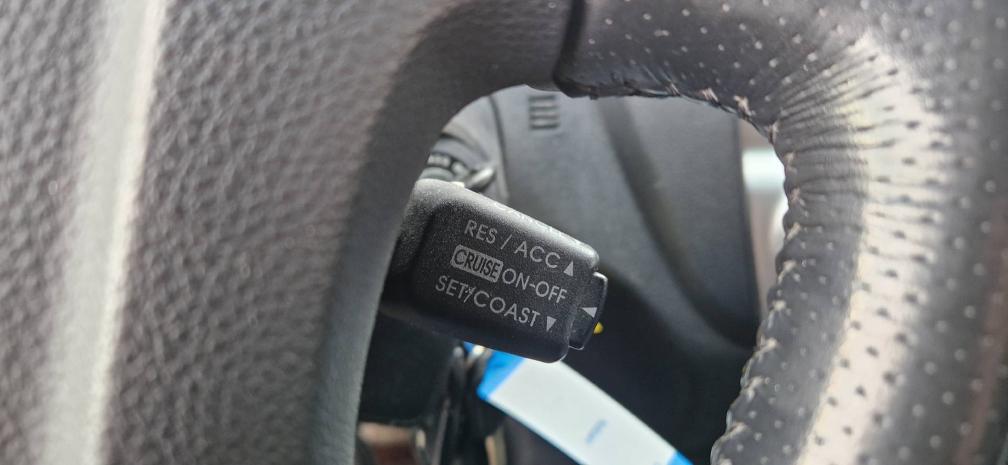 RES / ACC ▲
CRUISE ON-OFF ◀
SET/COAST ▼